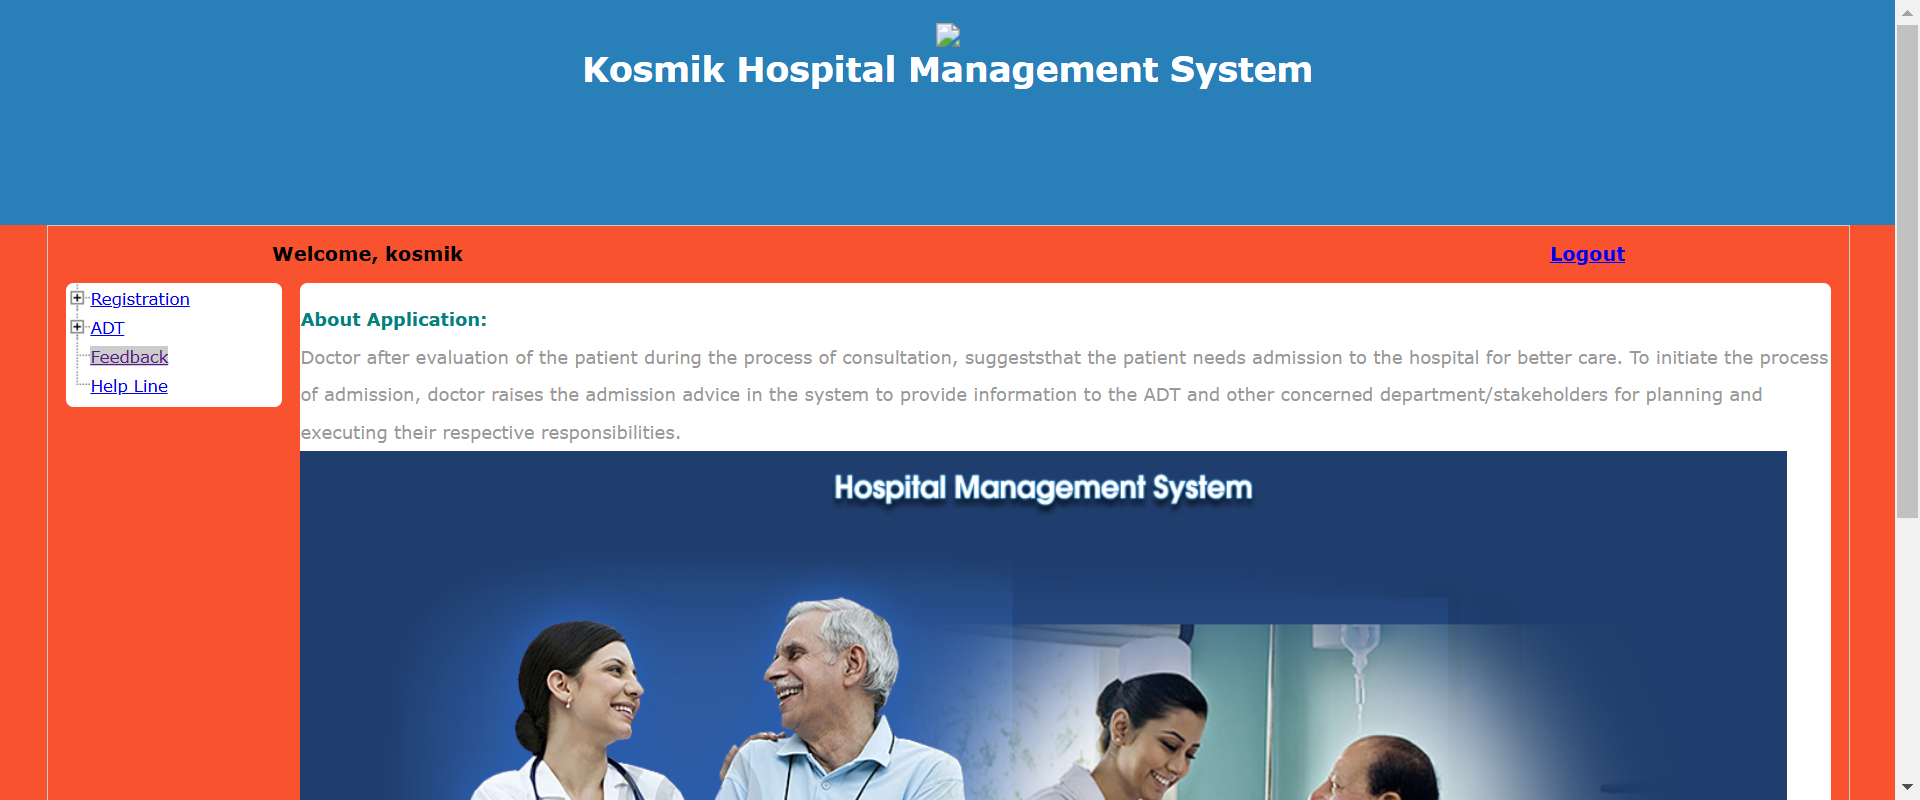 Kosmik Hospital Management System
Welcome, kosmik
Logout
Registration
ADT
Feedback
Help Line
About Application:
Doctor after evaluation of the patient during the process of consultation, suggeststhat the patient needs admission to the hospital for better care. To initiate the process
of admission, doctor raises the admission advice in the system to provide information to the ADT and other concerned department/stakeholders for planning and
executing their respective responsibilities.
Hospital Management System